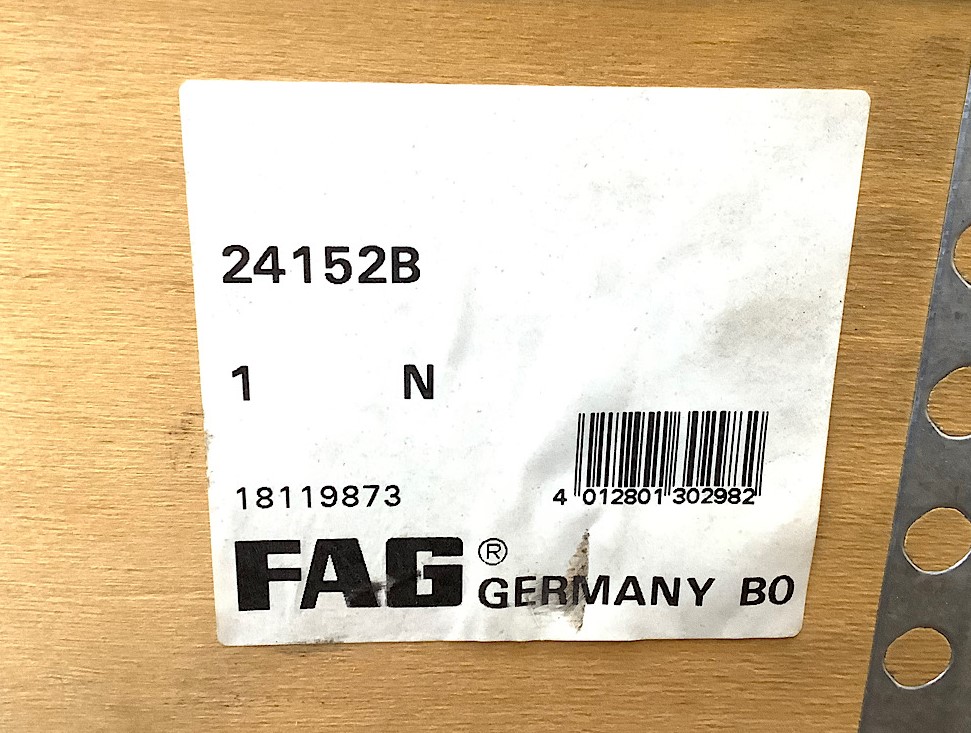 24152B
1 N
18119873
4 012801 302982
FAG® GERMANY BO